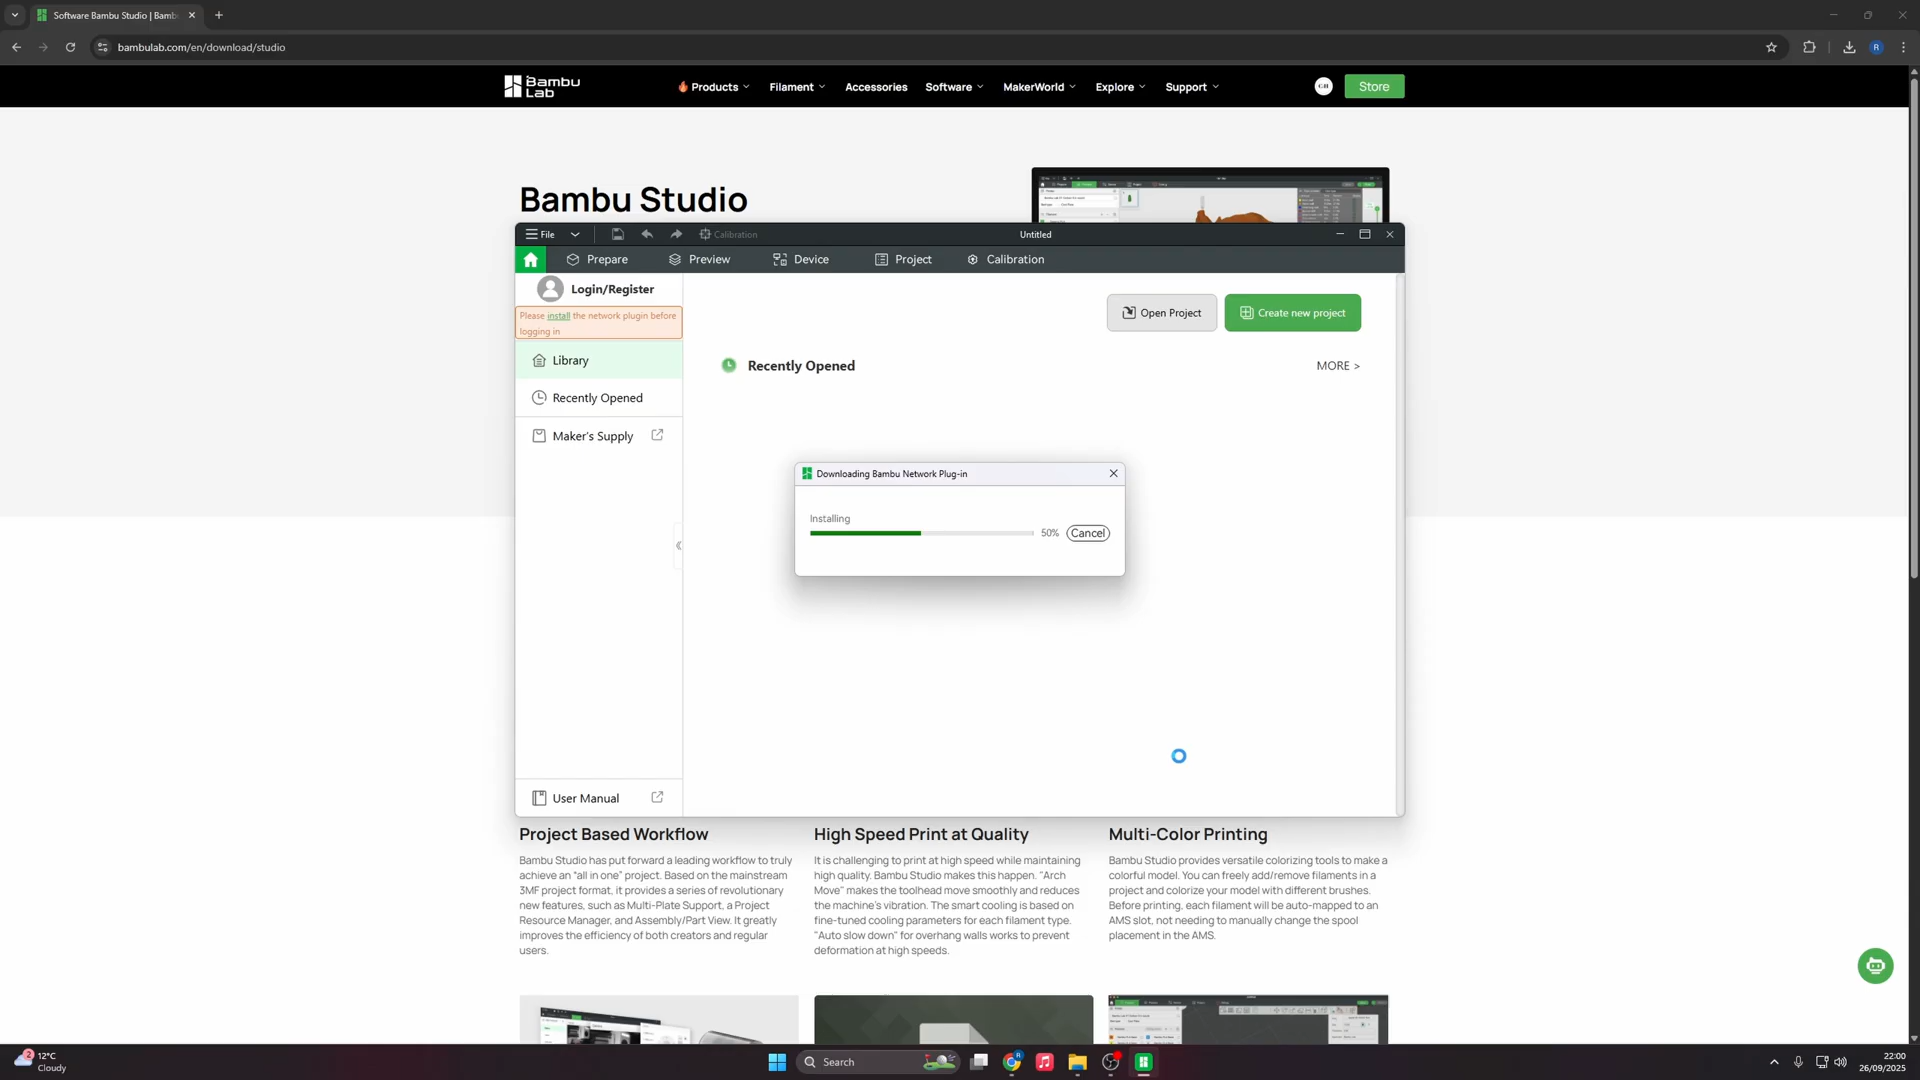 Software Bambu Studio | Bamb
bambulab.com/en/download/studio
R
Bambu
Lab
Products
Filament
Accessories
Software
MakerWorld
Explore
Support
Store
Bambu Studio
File
Calibration
Untitled
Prepare
Preview
Device
Project
Calibration
Login/Register
Please install the network plugin before
logging in
Open Project
Create new project
Library
Recently Opened
MORE >
Recently Opened
Maker's Supply
Downloading Bambu Network Plug-in
Installing
50%
Cancel
User Manual
Project Based Workflow
Bambu Studio has put forward a leading workflow to truly
achieve an "all in one" project. Based on the mainstream
3MF project format, it provides a series of revolutionary
new features, such as Multi-Plate Support, a Project
Resource Manager, and Assembly/Part View. It greatly
improves the efficiency of both creators and regular
users.
High Speed Print at Quality
It is challenging to print at high speed while maintaining
high quality. Bambu Studio makes this happen. "Arch
Move" makes the toolhead move smoothly and reduces
the machine's vibration. The smart cooling is based on
fine-tuned cooling parameters for each filament type.
"Auto slow down" for overhang walls works to prevent
deformation at high speeds.
Multi-Color Printing
Bambu Studio provides versatile colorizing tools to make a
colorful model. You can freely add/remove filaments in a
project and colorize your model with different brushes.
Before printing, each filament will be auto-mapped to an
AMS slot, not needing to manually change the spool
placement in the AMS.
2
12°C
Cloudy
Search
R
22:00
26/09/2025